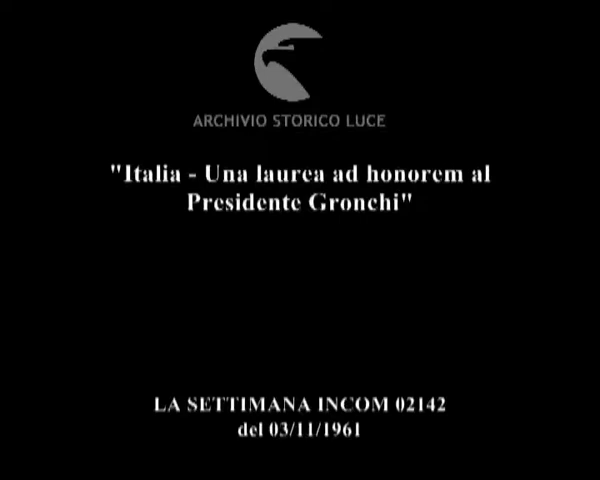 ARCHIVIO STORICO LUCE
"Italia - Una laurea ad honorem al
Presidente Gronchi"
LA SETTIMANA INCOM 02142
del 03/11/1961